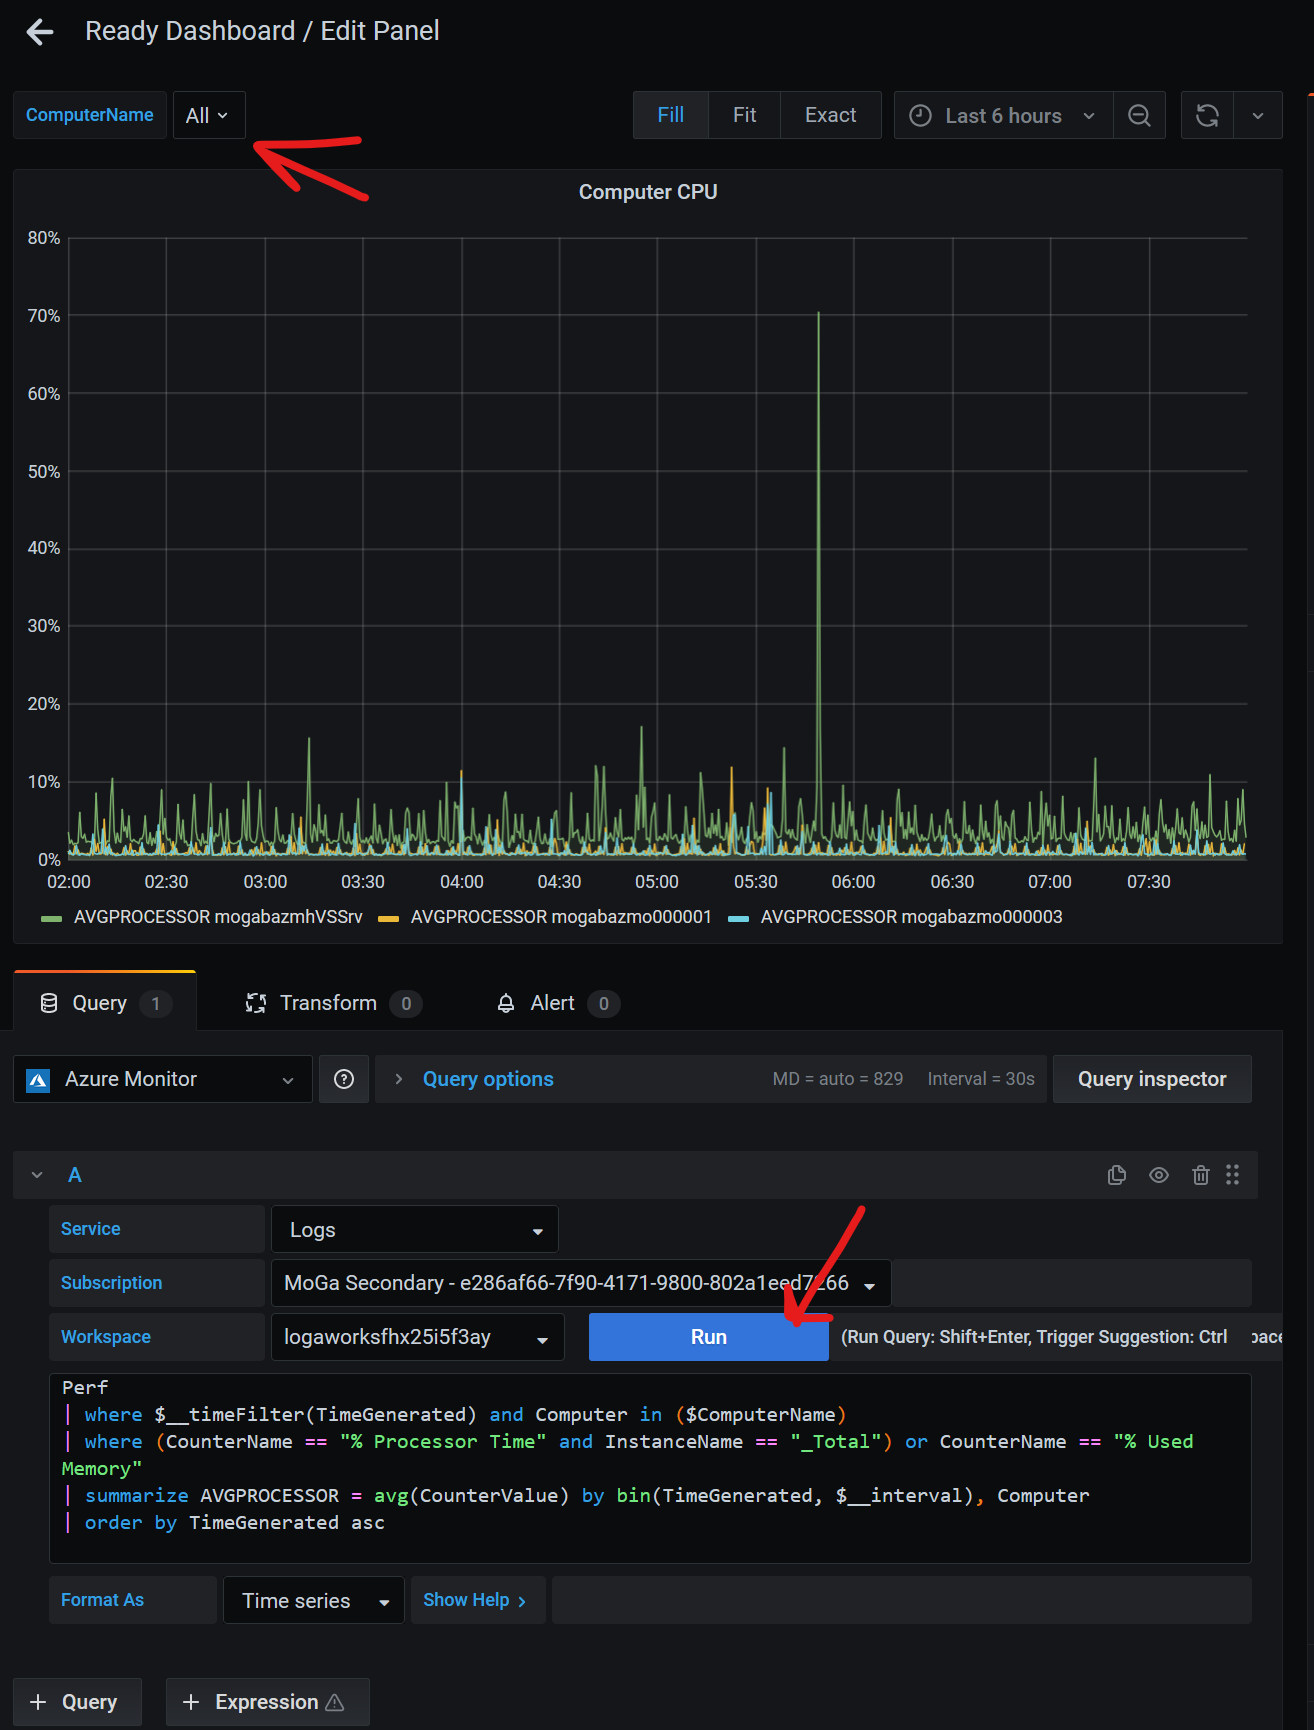 Ready Dashboard / Edit Panel
ComputerName All Fill Fit Exact Last 6 hours
Computer CPU
80%
70%
60%
50%
40%
30%
20%
10%
0%
02:00 02:30 03:00 03:30 04:00 04:30 05:00 05:30 06:00 06:30 07:00 07:30
AVGPROCESSOR mogabazmhVSSrv AVGPROCESSOR mogabazmo000001 AVGPROCESSOR mogabazmo000003
Query 1 Transform 0 Alert 0
Azure Monitor ? > Query options MD = auto = 829 Interval = 30s Query inspector
A
Service Logs
Subscription MoGa Secondary - e286af66-7f90-4171-9800-802a1eed7266
Workspace logaworksfhx25i5f3ay Run (Run Query: Shift+Enter, Trigger Suggestion: Ctrl pace
Perf
| where $__timeFilter(TimeGenerated) and Computer in ($ComputerName)
| where (CounterName == "% Processor Time" and InstanceName == "_Total") or CounterName == "% Used
Memory"
| summarize AVGPROCESSOR = avg(CounterValue) by bin(TimeGenerated, $__interval), Computer
| order by TimeGenerated asc
Format As Time series Show Help >
+ Query + Expression